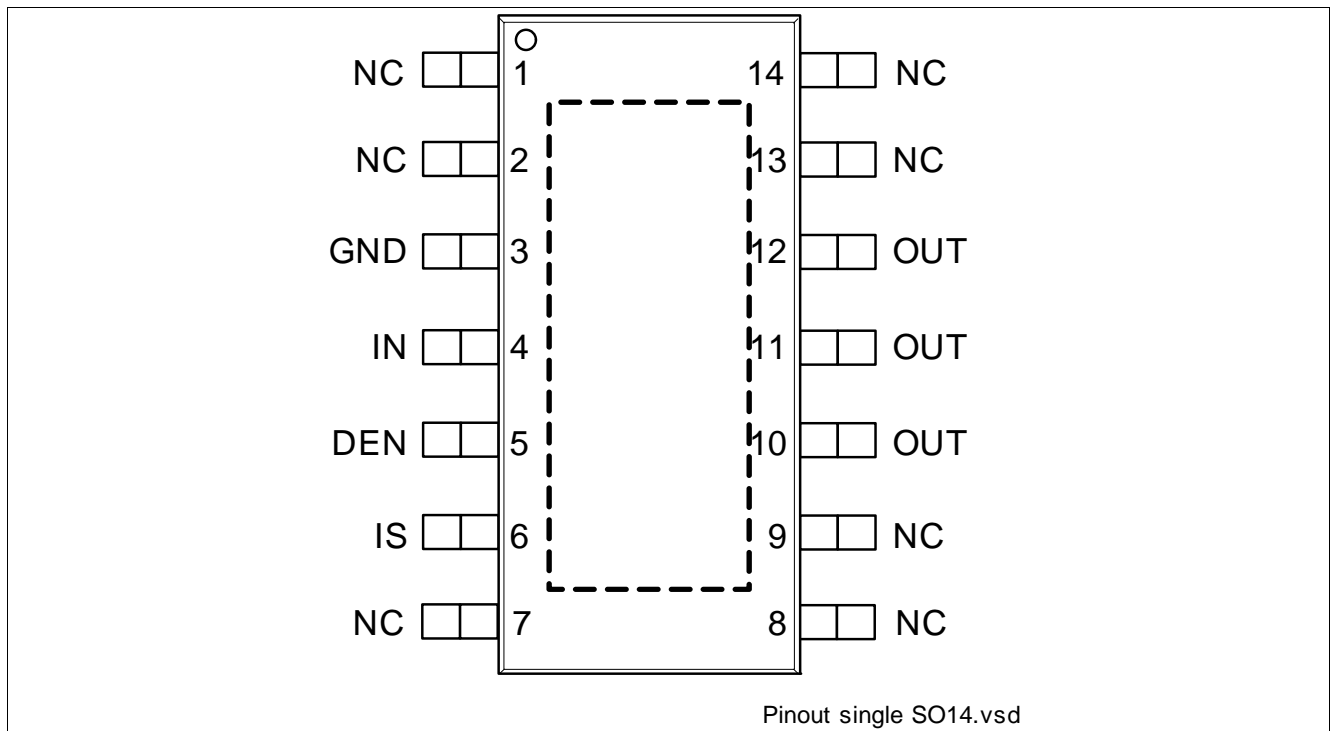 NC 1 14 NC
NC 2 13 NC
GND 3 12 OUT
IN 4 11 OUT
DEN 5 10 OUT
IS 6 9 NC
NC 7 8 NC
Pinout single SO14.vsd